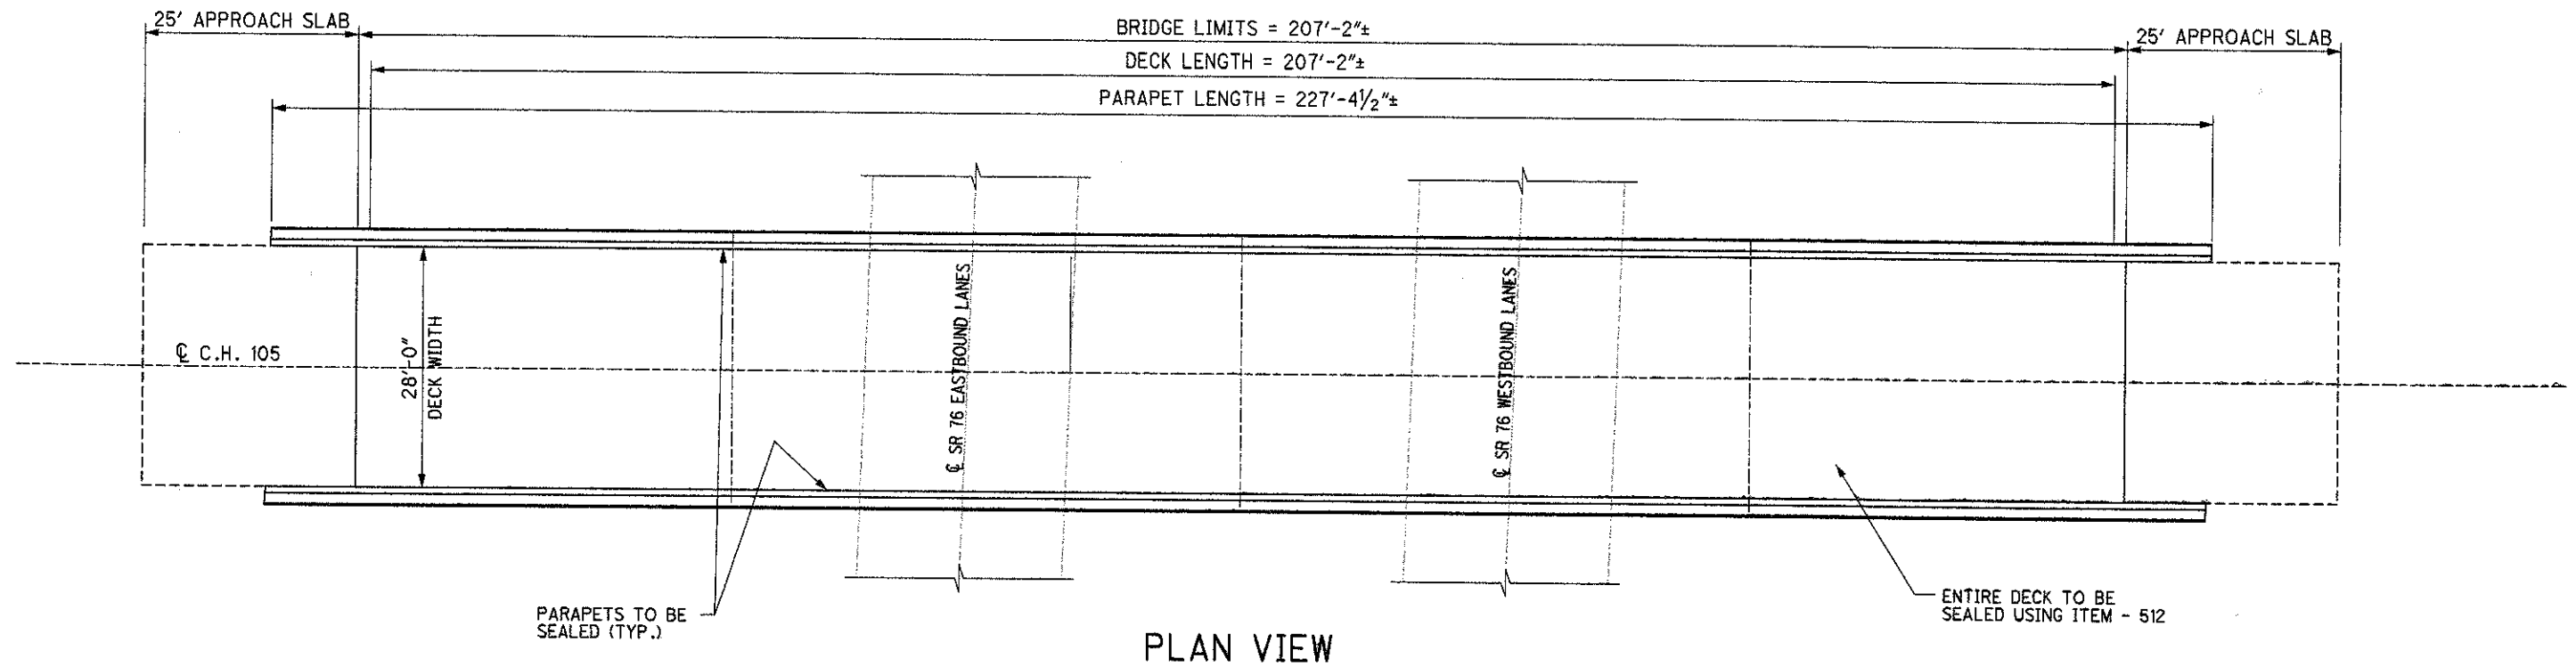 25' APPROACH SLAB
BRIDGE LIMITS = 207'-2"±
25' APPROACH SLAB
DECK LENGTH = 207'-2"±
PARAPET LENGTH = 227'-4½"±
℄ C.H. 105
28'-0"
DECK WIDTH
℄ SR 76 EASTBOUND LANES
℄ SR 76 WESTBOUND LANES
PARAPETS TO BE
SEALED (TYP.)
ENTIRE DECK TO BE
SEALED USING ITEM - 512
PLAN VIEW